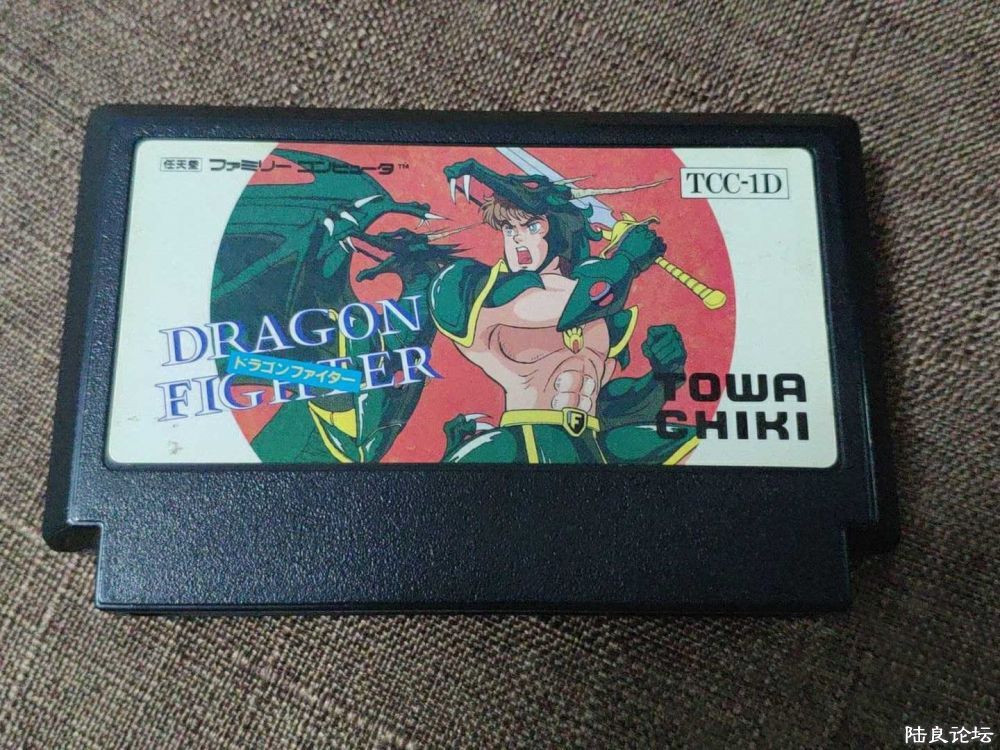 任天堂 ファミリー コンピュータ™
TCC-1D
DRAGON
ドラゴンファイター
FIGHTER
TOWA
CHIKI
F
陆良论坛